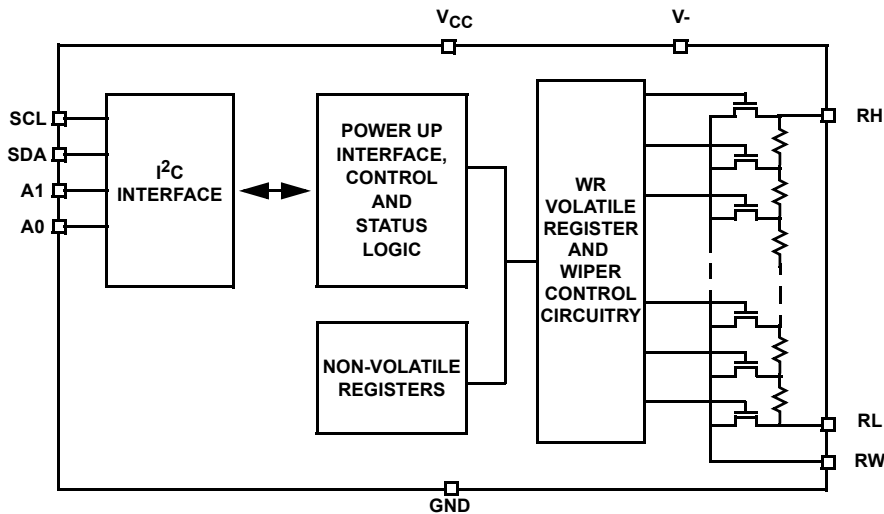 VCC
V-
SCL
SDA
A1
A0
I2C
INTERFACE
POWER UP
INTERFACE,
CONTROL
AND
STATUS
LOGIC
NON-VOLATILE
REGISTERS
WR
VOLATILE
REGISTER
AND
WIPER
CONTROL
CIRCUITRY
RH
RL
RW
GND